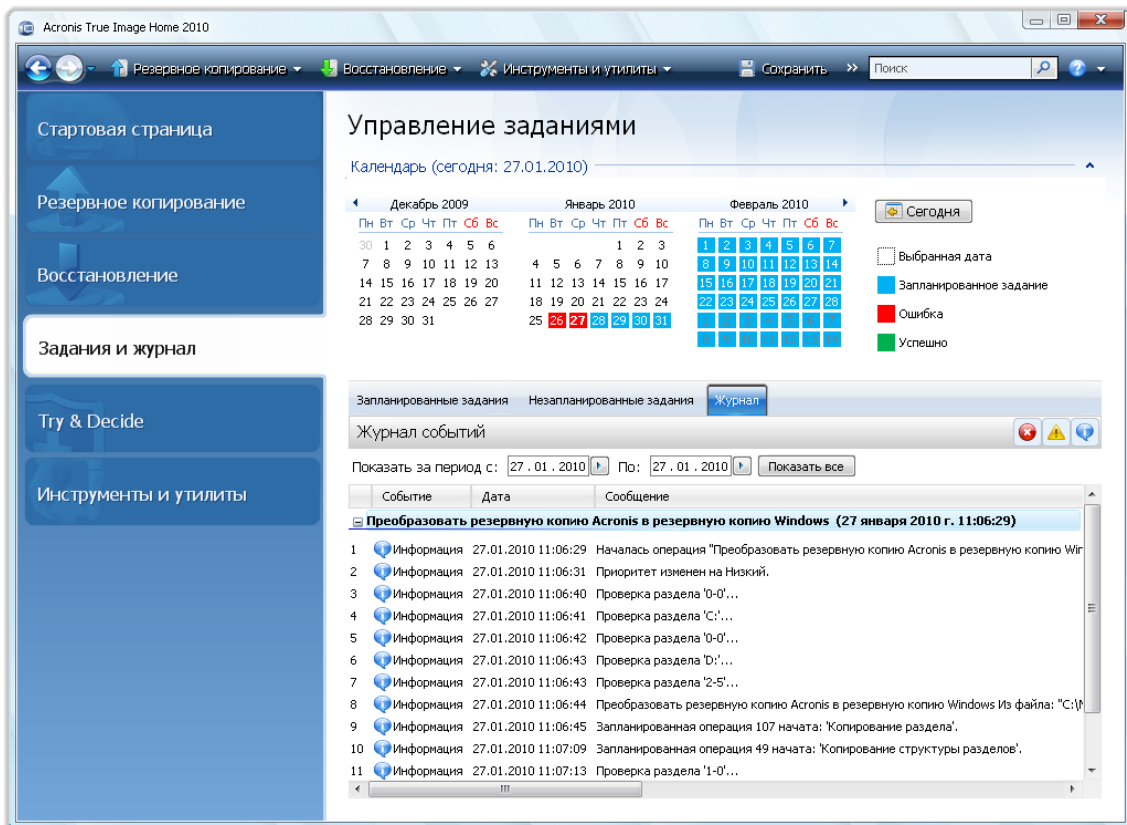 Acronis True Image Home 2010
Резервное копирование Восстановление Инструменты и утилиты Сохранить » Поиск
Стартовая страница
Резервное копирование
Восстановление
Задания и журнал
Try & Decide
Инструменты и утилиты
Управление заданиями
Календарь (сегодня: 27.01.2010)
Декабрь 2009 Январь 2010 Февраль 2010
Пн Вт Ср Чт Пт Сб Вс Пн Вт Ср Чт Пт Сб Вс Пн Вт Ср Чт Пт Сб Вс
30 1 2 3 4 5 6 1 2 3 1 2 3 4 5 6 7
7 8 9 10 11 12 13 4 5 6 7 8 9 10 8 9 10 11 12 13 14
14 15 16 17 18 19 20 11 12 13 14 15 16 17 15 16 17 18 19 20 21
21 22 23 24 25 26 27 18 19 20 21 22 23 24 22 23 24 25 26 27 28
28 29 30 31 25 26 27 28 29 30 31 1 2 3 4 5 6 7
8 9 10 11 12 13 14
Сегодня
Выбранная дата
Запланированное задание
Ошибка
Успешно
Запланированные задания Незапланированные задания Журнал
Журнал событий
Показать за период с: 27 . 01 . 2010 По: 27 . 01 . 2010 Показать все
Событие Дата Сообщение
Преобразовать резервную копию Acronis в резервную копию Windows (27 января 2010 г. 11:06:29)
1 Информация 27.01.2010 11:06:29 Началась операция "Преобразовать резервную копию Acronis в резервную копию Wir
2 Информация 27.01.2010 11:06:31 Приоритет изменен на Низкий.
3 Информация 27.01.2010 11:06:40 Проверка раздела '0-0'...
4 Информация 27.01.2010 11:06:41 Проверка раздела 'C:'...
5 Информация 27.01.2010 11:06:42 Проверка раздела '0-0'...
6 Информация 27.01.2010 11:06:43 Проверка раздела 'D:'...
7 Информация 27.01.2010 11:06:43 Проверка раздела '2-5'...
8 Информация 27.01.2010 11:06:44 Преобразовать резервную копию Acronis в резервную копию Windows Из файла: "C:\
9 Информация 27.01.2010 11:06:45 Запланированная операция 107 начата: 'Копирование раздела'.
10 Информация 27.01.2010 11:07:09 Запланированная операция 49 начата: 'Копирование структуры разделов'.
11 Информация 27.01.2010 11:07:13 Проверка раздела '1-0'...